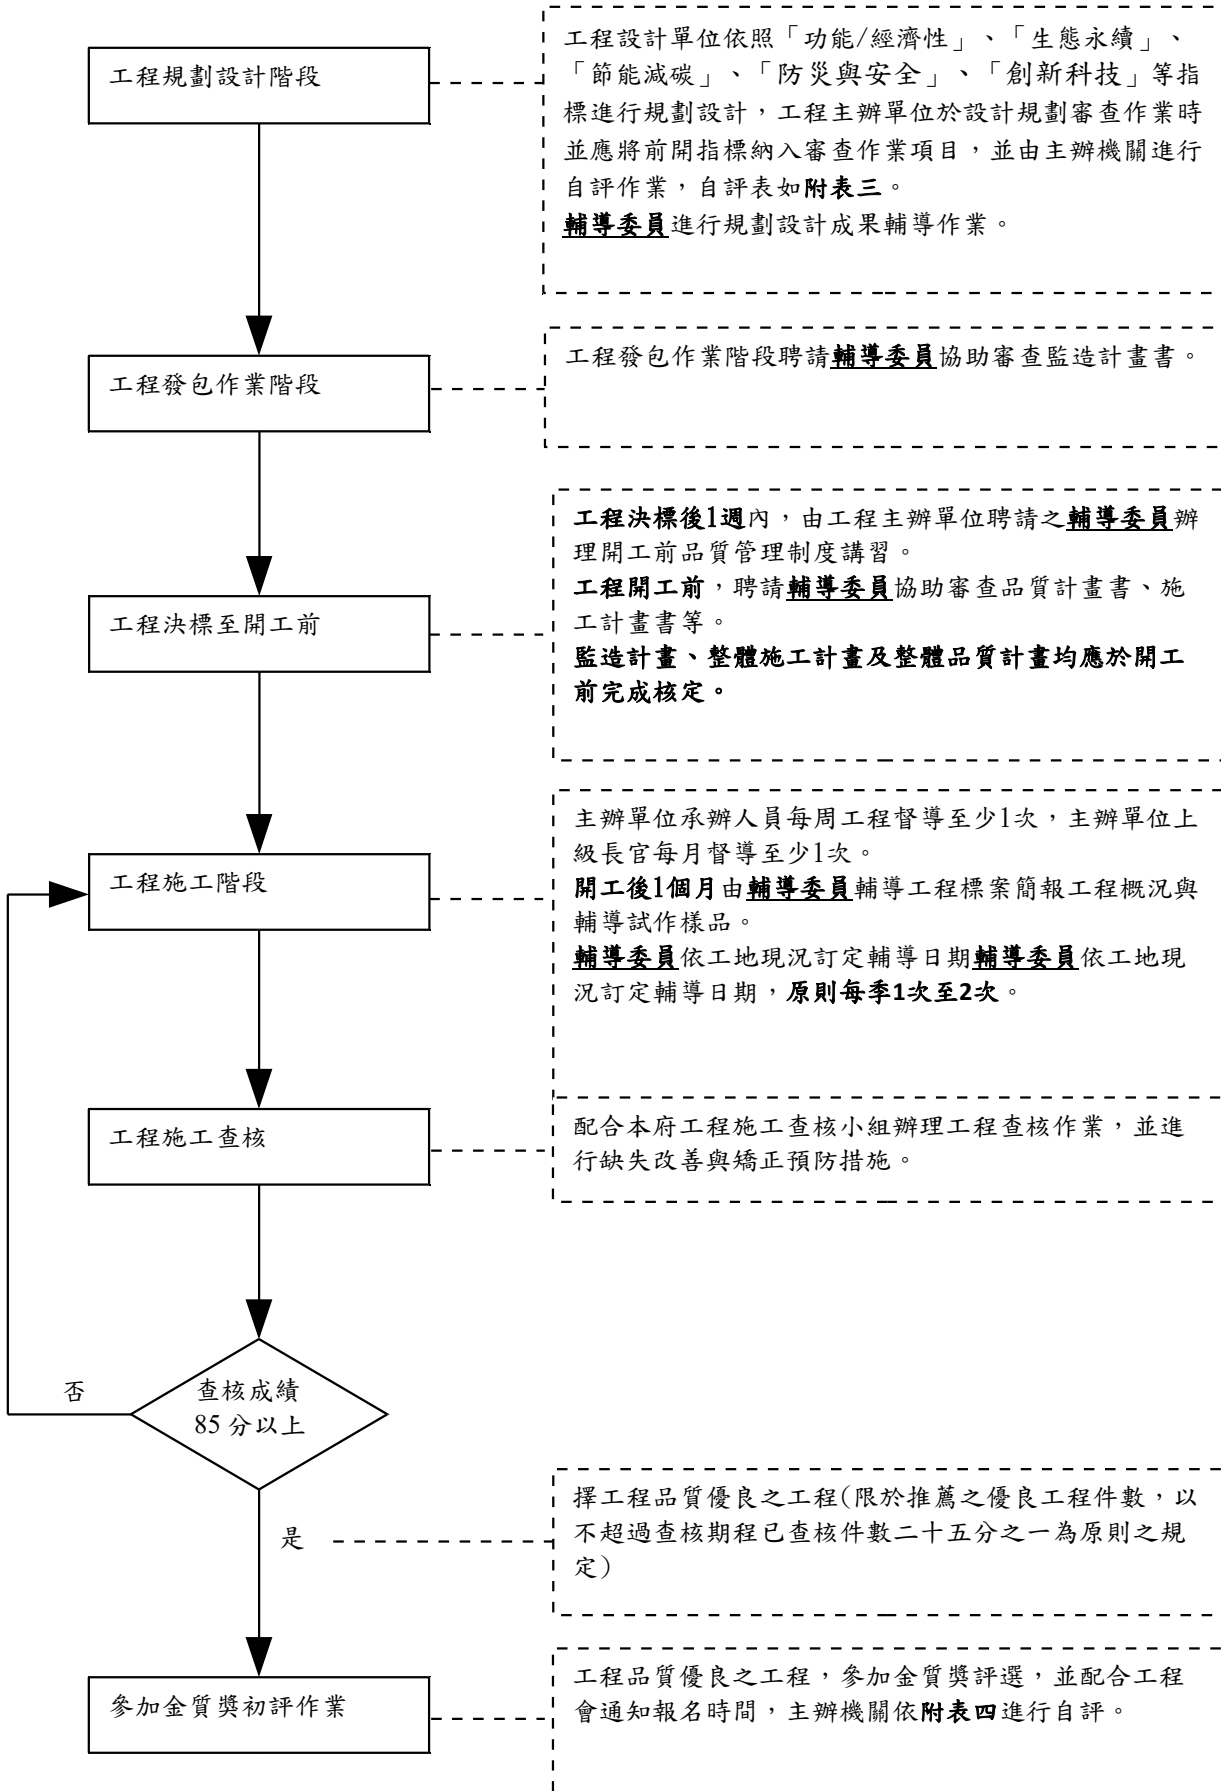 工程規劃設計階段
工程設計單位依照「功能/經濟性」、「生態永續」、
「節能減碳」、「防災與安全」、「創新科技」等指
標進行規劃設計，工程主辦單位於設計規劃審查作業時
並應將前開指標納入審查作業項目，並由主辦機關進行
自評作業，自評表如附表三。
輔導委員進行規劃設計成果輔導作業。
工程發包作業階段
工程發包作業階段聘請輔導委員協助審查監造計畫書。
工程決標至開工前
工程決標後1週內，由工程主辦單位聘請之輔導委員辦
理開工前品質管理制度講習。
工程開工前，聘請輔導委員協助審查品質計畫書、施
工計畫書等。
監造計畫、整體施工計畫及整體品質計畫均應於開工
前完成核定。
工程施工階段
主辦單位承辦人員每周工程督導至少1次，主辦單位上
級長官每月督導至少1次。
開工後1個月由輔導委員輔導工程標案簡報工程概況與
輔導試作樣品。
輔導委員依工地現況訂定輔導日期輔導委員依工地現
況訂定輔導日期，原則每季1次至2次。
工程施工查核
配合本府工程施工查核小組辦理工程查核作業，並進
行缺失改善與矯正預防措施。
否
查核成績
85分以上
是
擇工程品質優良之工程(限於推薦之優良工程件數，以
不超過查核期程已查核件數二十五分之一為原則之規
定)
參加金質獎初評作業
工程品質優良之工程，參加金質獎評選，並配合工程
會通知報名時間，主辦機關依附表四進行自評。